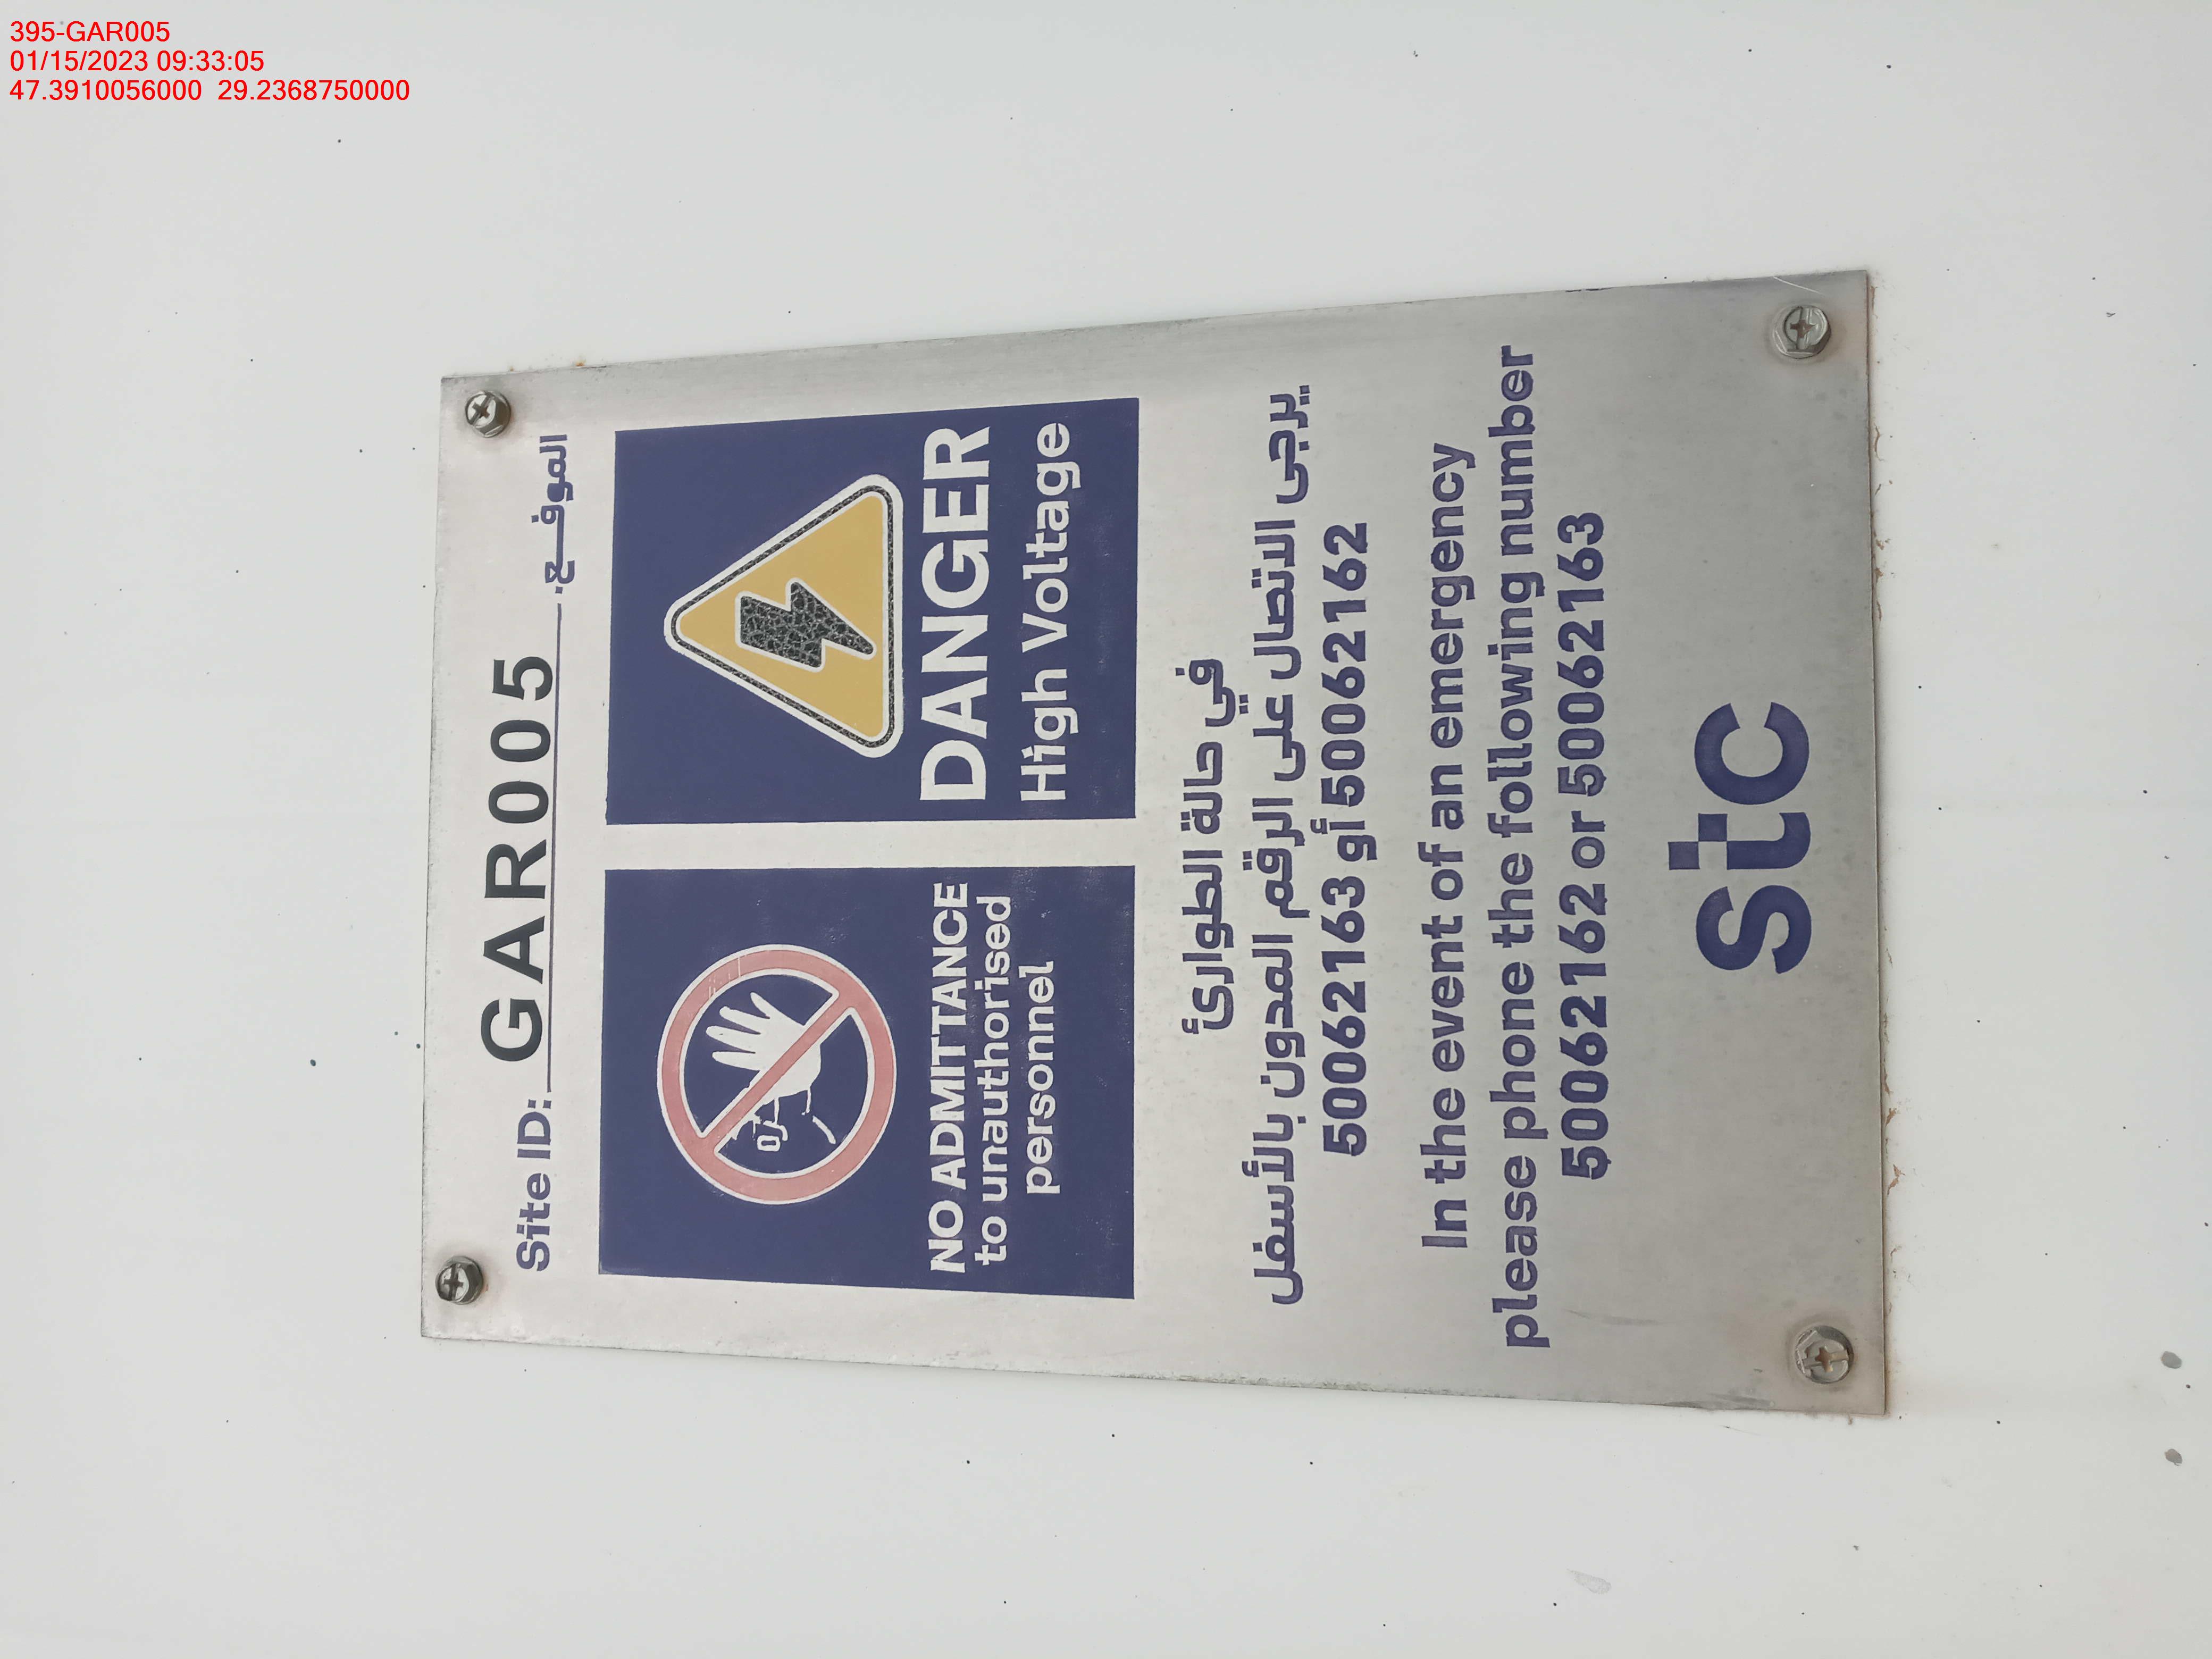 395-GAR005
01/15/2023 09:33:05
47.3910056000 29.2368750000
Site ID: GAR005 الموقع:
NO ADMITTANCE
to unauthorised
personnel
DANGER
High Voltage
في حالة الطوارئ
يرجى الاتصال على الرقم المدون بالأسفل
50062163 أو 50062162
In the event of an emergency
please phone the following number
50062162 or 50062163
stc